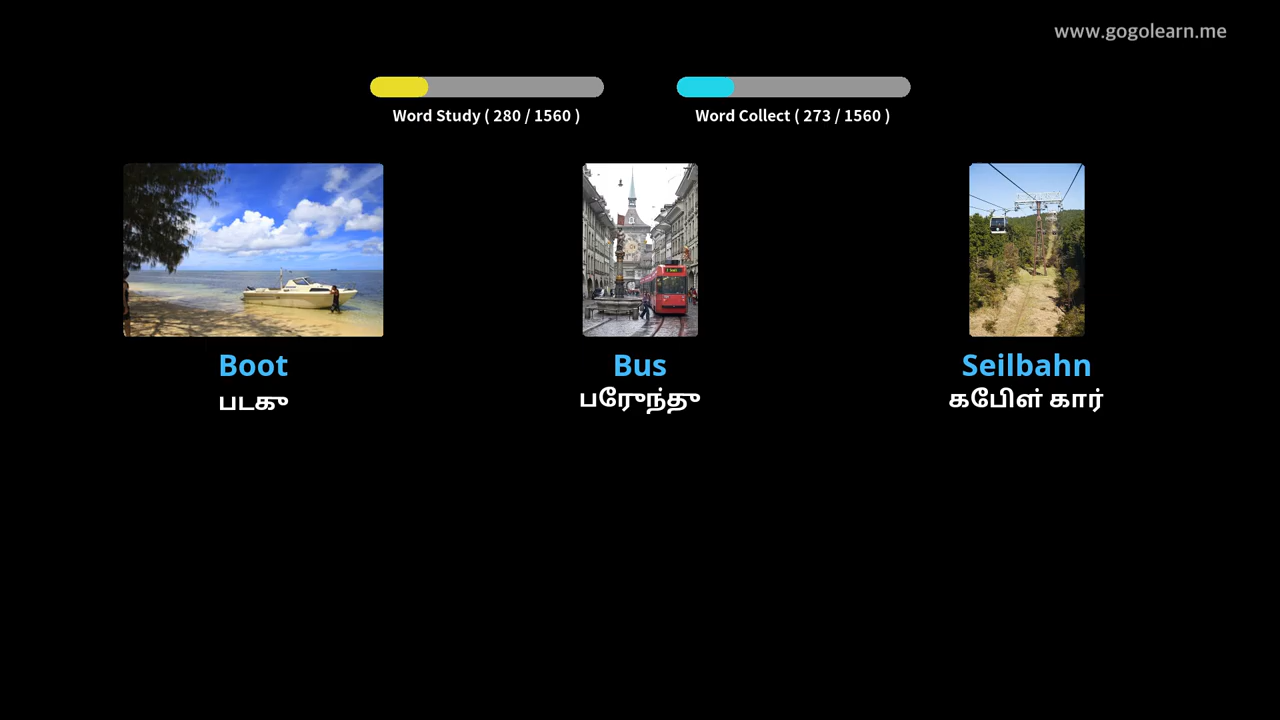 www.gogolearn.me
Word Study ( 280 / 1560 )
Word Collect ( 273 / 1560 )
Boot
Bus
Seilbahn
படகு
பேருந்து
கேபிள் கார்